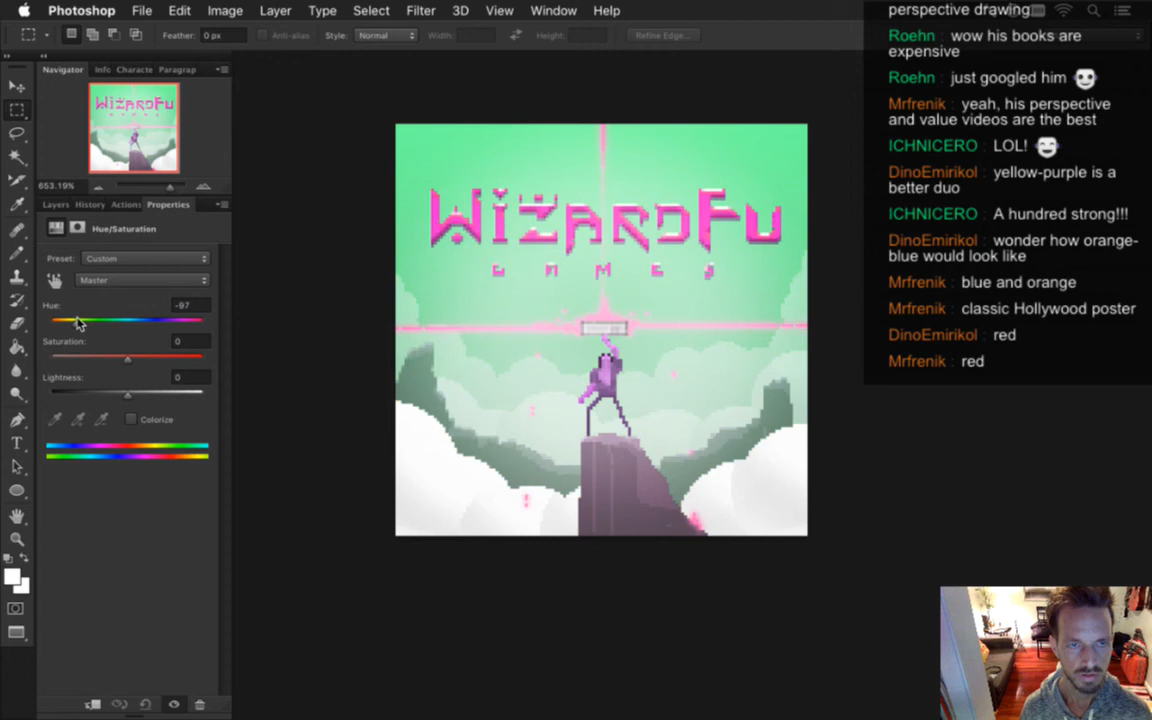 Photoshop File Edit Image Layer Type Select Filter 3D View Window Help
Feather: 0 px Anti-alias Style: Normal Width: Height: Refine Edge...
Navigator Info Characte Paragrap
WizardFu
653.19%
Layers History Actions Properties
Hue/Saturation
Preset: Custom
Master
Hue: -97
Saturation: 0
Lightness: 0
Colorize
WizardFu
GAMES
perspective drawing
Roehn : wow his books are
expensive
Roehn : just googled him
Mrfrenik : yeah, his perspective
and value videos are the best
ICHNICERO : LOL!
DinoEmirikol : yellow-purple is a
better duo
ICHNICERO : A hundred strong!!!
DinoEmirikol : wonder how orange-
blue would look like
Mrfrenik : blue and orange
Mrfrenik : classic Hollywood poster
DinoEmirikol : red
Mrfrenik : red